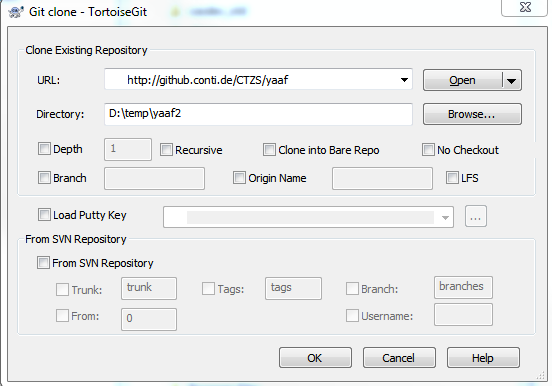 Git clone - TortoiseGit
Clone Existing Repository
URL: http://github.conti.de/CTZS/yaaf Open
Directory: D:\temp\yaaf2 Browse...
Depth 1 Recursive Clone into Bare Repo No Checkout
Branch Origin Name LFS
Load Putty Key ...
From SVN Repository
From SVN Repository
Trunk: trunk Tags: tags Branch: branches
From: 0 Username:
OK Cancel Help